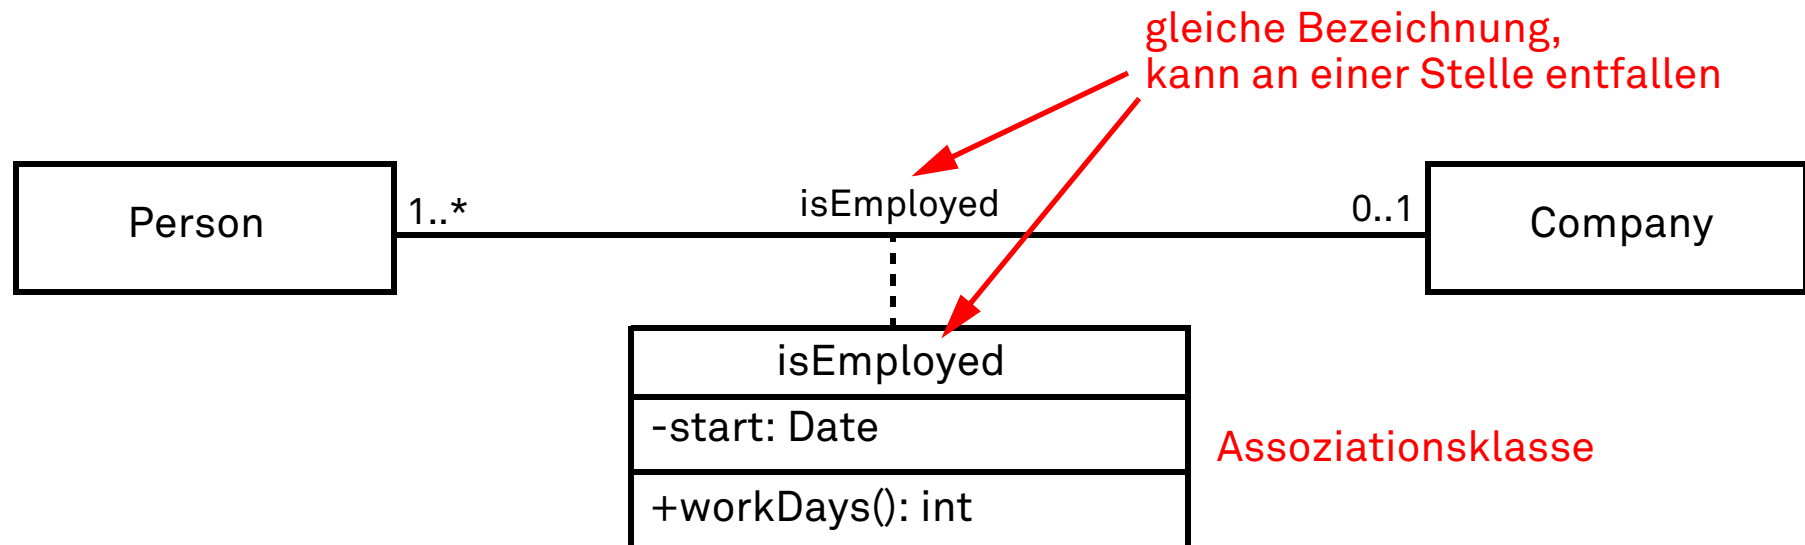 gleiche Bezeichnung,
kann an einer Stelle entfallen
Person
1..*
isEmployed
0..1
Company
isEmployed
-start: Date
Assoziationsklasse
+workDays(): int